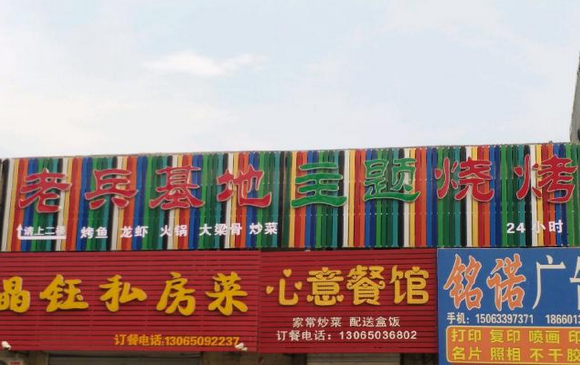 老兵基地主题烧烤
请上二楼 烤鱼 龙虾 火锅 大梁骨 炒菜 24小时
晶钰私房菜
订餐电话:13065092237
心意餐馆
家常炒菜 配送盒饭
订餐电话：13065036802
铭诺广告
手机：15063397371 186601
打印 复印 喷画
名片 照相 不干胶